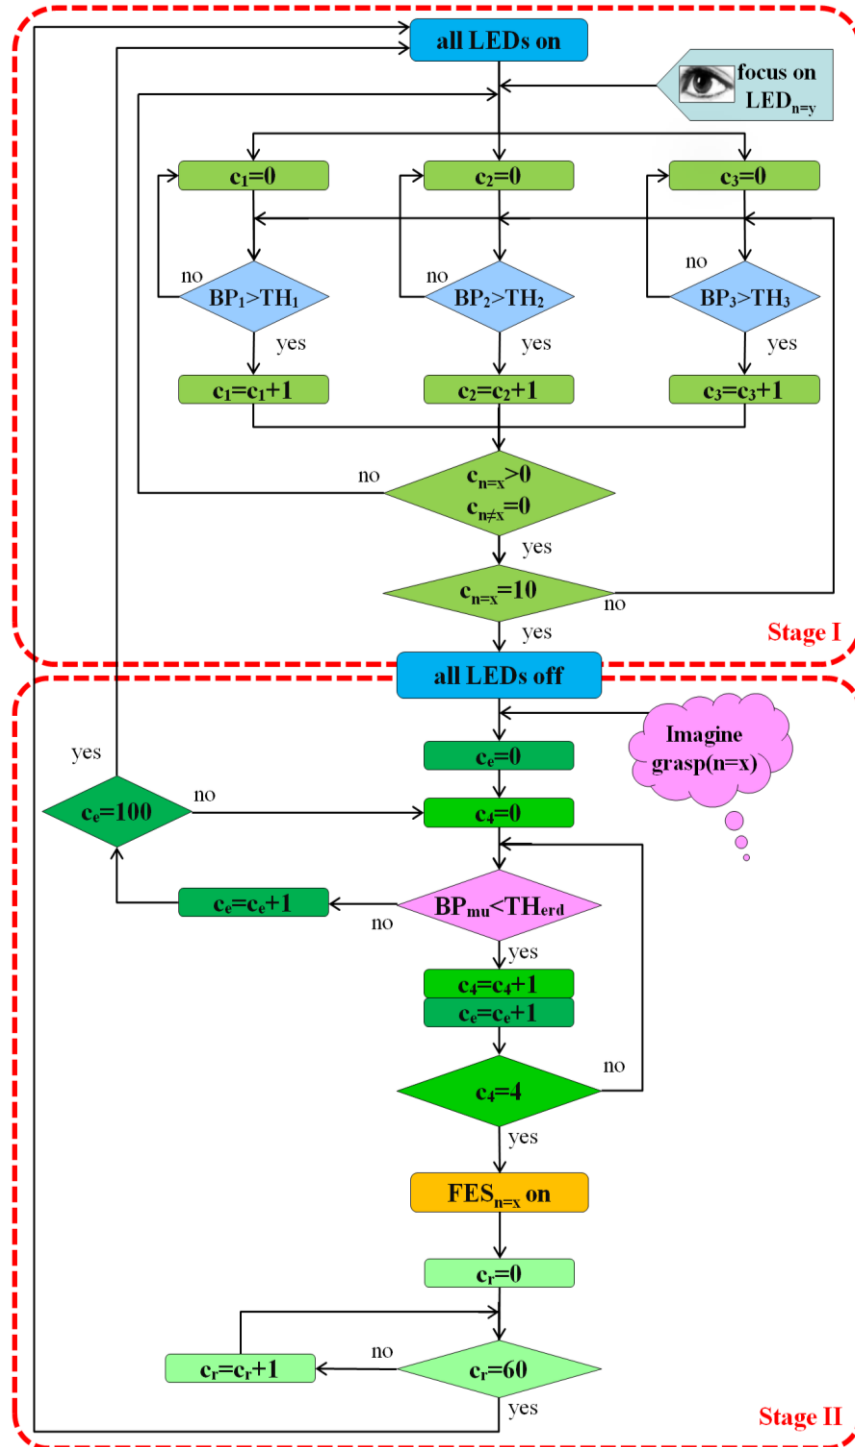 all LEDs on
focus on
LEDₙ₌ᵧ
c₁=0
c₂=0
c₃=0
no
no
no
BP₁>TH₁
BP₂>TH₂
BP₃>TH₃
yes
yes
yes
c₁=c₁+1
c₂=c₂+1
c₃=c₃+1
no
cₙ₌ₓ>0
cₙ≠ₓ=0
yes
cₙ₌ₓ=10
no
yes
Stage I
all LEDs off
Imagine
grasp(n=x)
yes
cₑ=0
no
cₑ=100
c₄=0
cₑ=cₑ+1
BPmu<THerd
no
yes
c₄=c₄+1
cₑ=cₑ+1
no
c₄=4
yes
FESₙ₌ₓ on
cᵣ=0
no
cᵣ=cᵣ+1
cᵣ=60
yes
Stage II